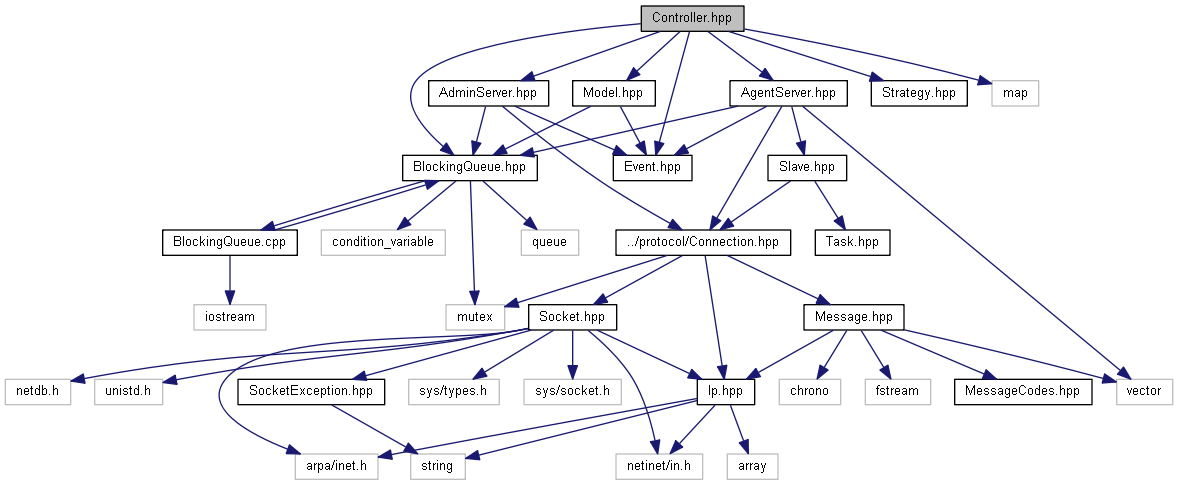 Controller.hpp
AdminServer.hpp
Model.hpp
AgentServer.hpp
Strategy.hpp
map
BlockingQueue.hpp
Event.hpp
Slave.hpp
BlockingQueue.cpp
condition_variable
queue
../protocol/Connection.hpp
Task.hpp
iostream
mutex
Socket.hpp
Message.hpp
netdb.h
unistd.h
SocketException.hpp
sys/types.h
sys/socket.h
Ip.hpp
chrono
fstream
MessageCodes.hpp
vector
arpa/inet.h
string
netinet/in.h
array